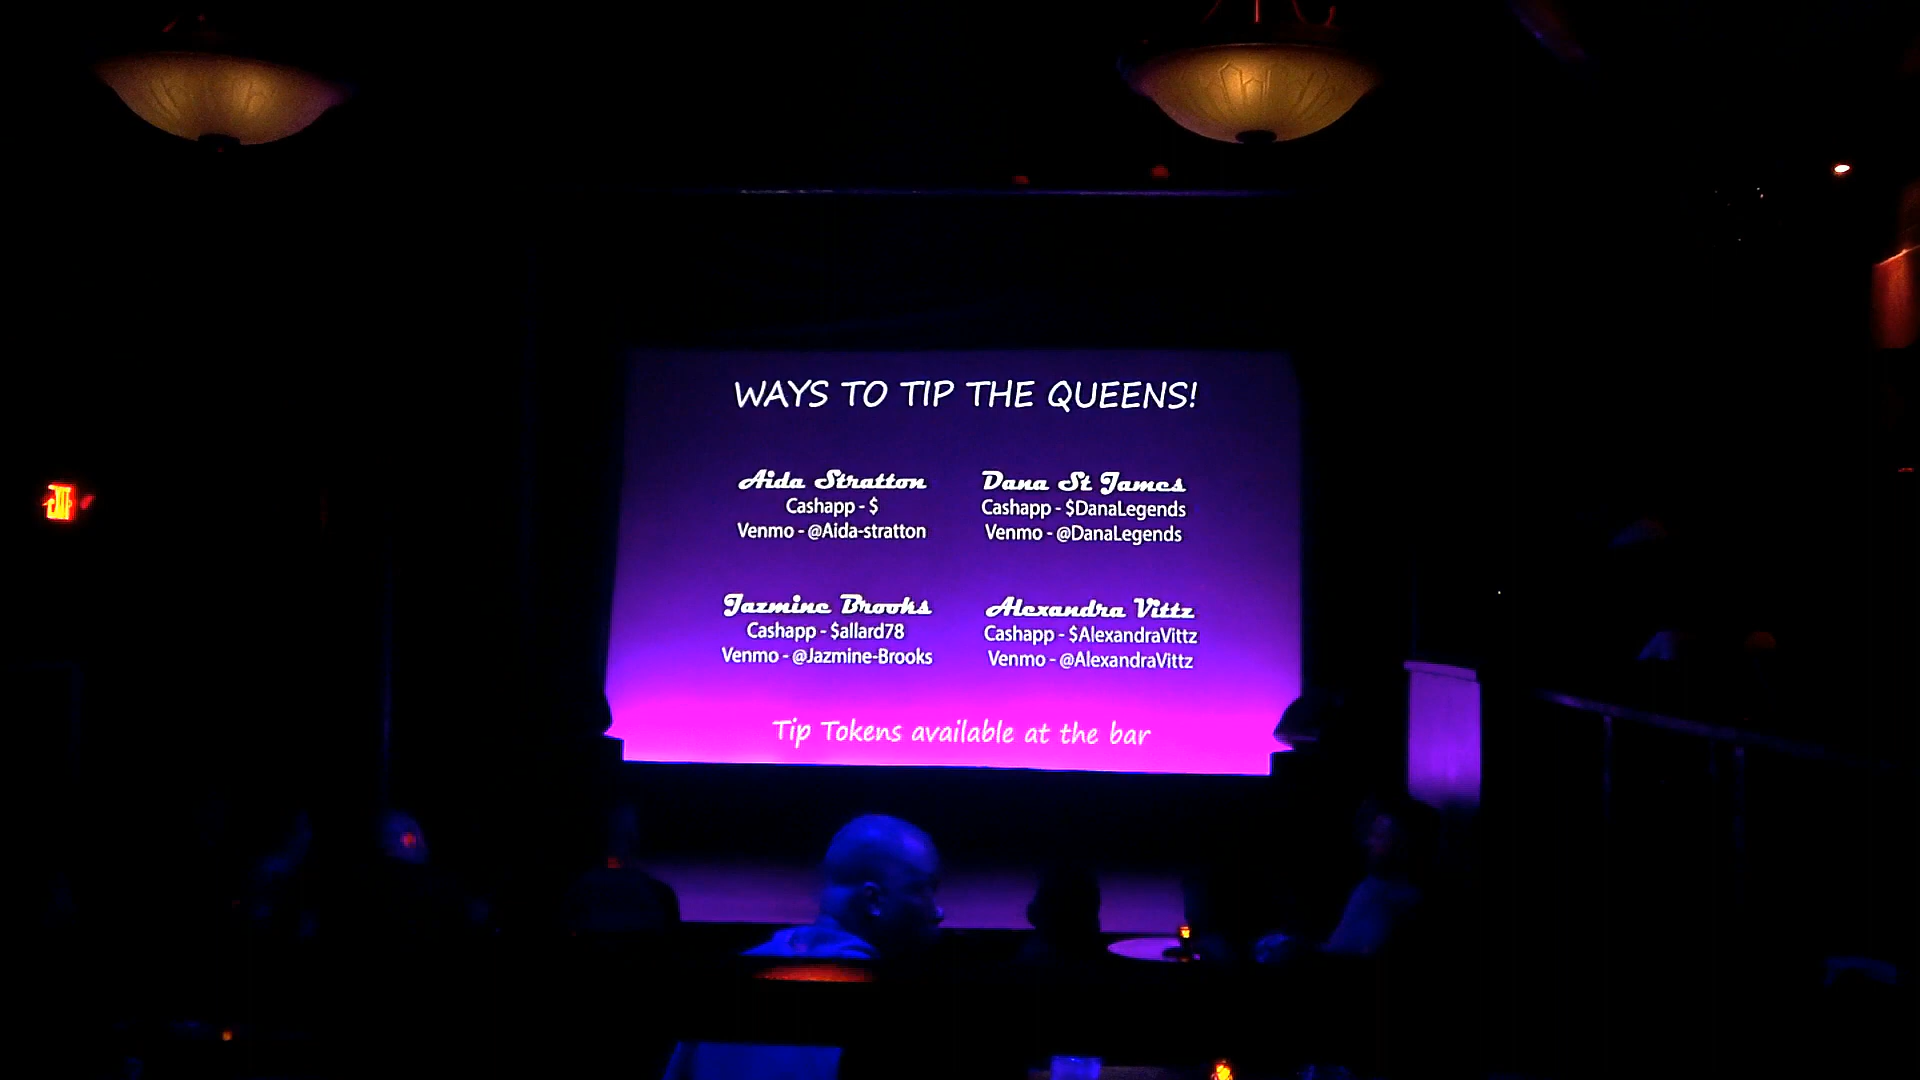 WAYS TO TIP THE QUEENS!
Aida Stratton
Cashapp - $
Venmo - @Aida-stratton
Dana St James
Cashapp - $DanaLegends
Venmo - @DanaLegends
Jazmine Brooks
Cashapp - $allard78
Venmo - @Jazmine-Brooks
Alexandra Vittz
Cashapp - $AlexandraVittz
Venmo - @AlexandraVittz
Tip Tokens available at the bar